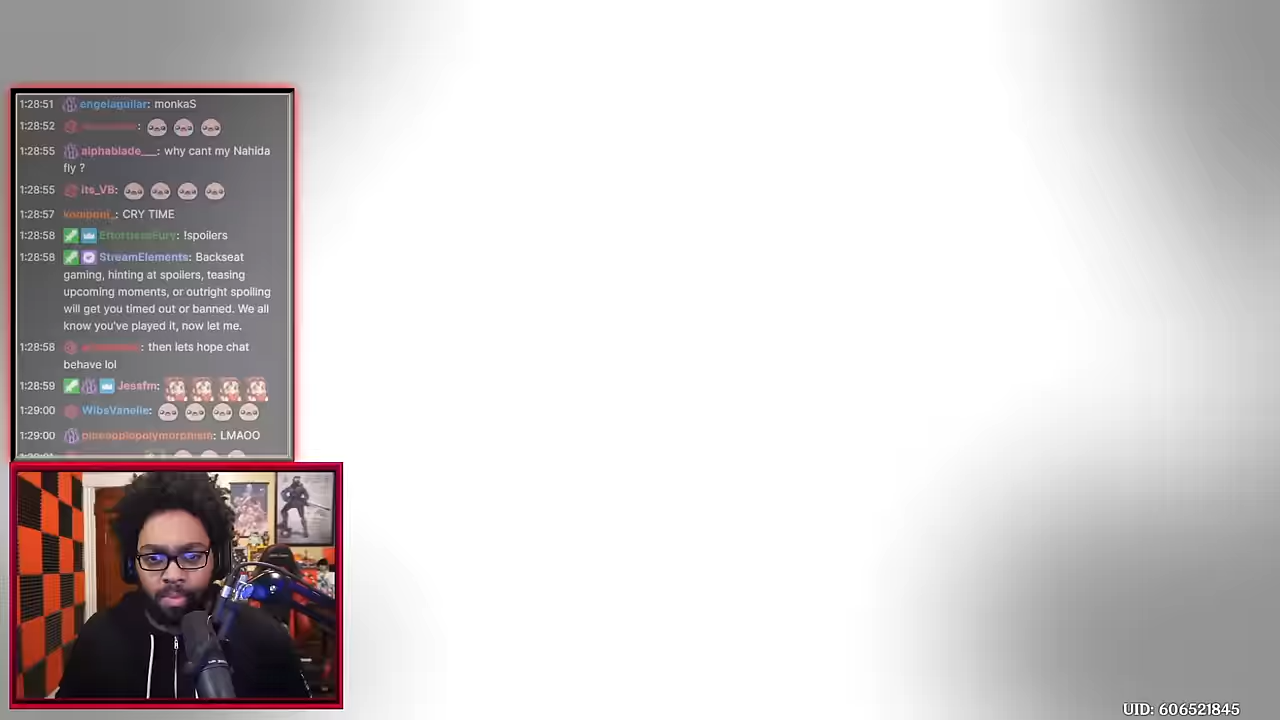 1:28:51 engelaguilar: monkaS
1:28:52 :
1:28:55 alphablade__: why cant my Nahida
fly ?
1:28:55 its_VB:
1:28:57 komponi_: CRY TIME
1:28:58 EffortlessFury: !spoilers
1:28:58 StreamElements: Backseat
gaming, hinting at spoilers, teasing
upcoming moments, or outright spoiling
will get you timed out or banned. We all
know you've played it, now let me.
1:28:58 : then lets hope chat
behave lol
1:28:59 Jessfm:
1:29:00 WibsVanelle:
1:29:00 pineapplepolymorphism: LMAOO
UID: 606521845